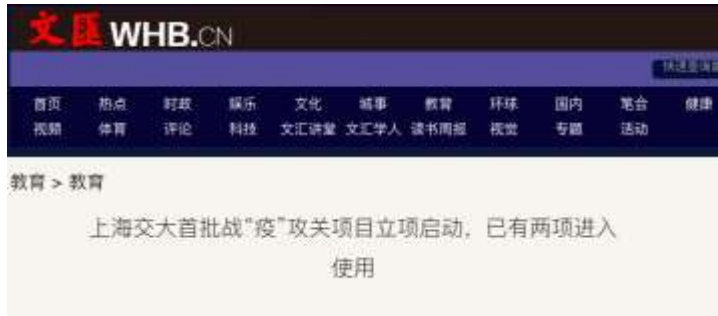 文匯 WHB.CN
首页 热点 时政 娱乐 文化 城事 教育 环球 国内 笔会 健康
视频 体育 评论 科技 文汇讲堂 文汇学人 读书周报 视觉 专题 活动
教育 > 教育
上海交大首批战“疫”攻关项目立项启动，已有两项进入
使用